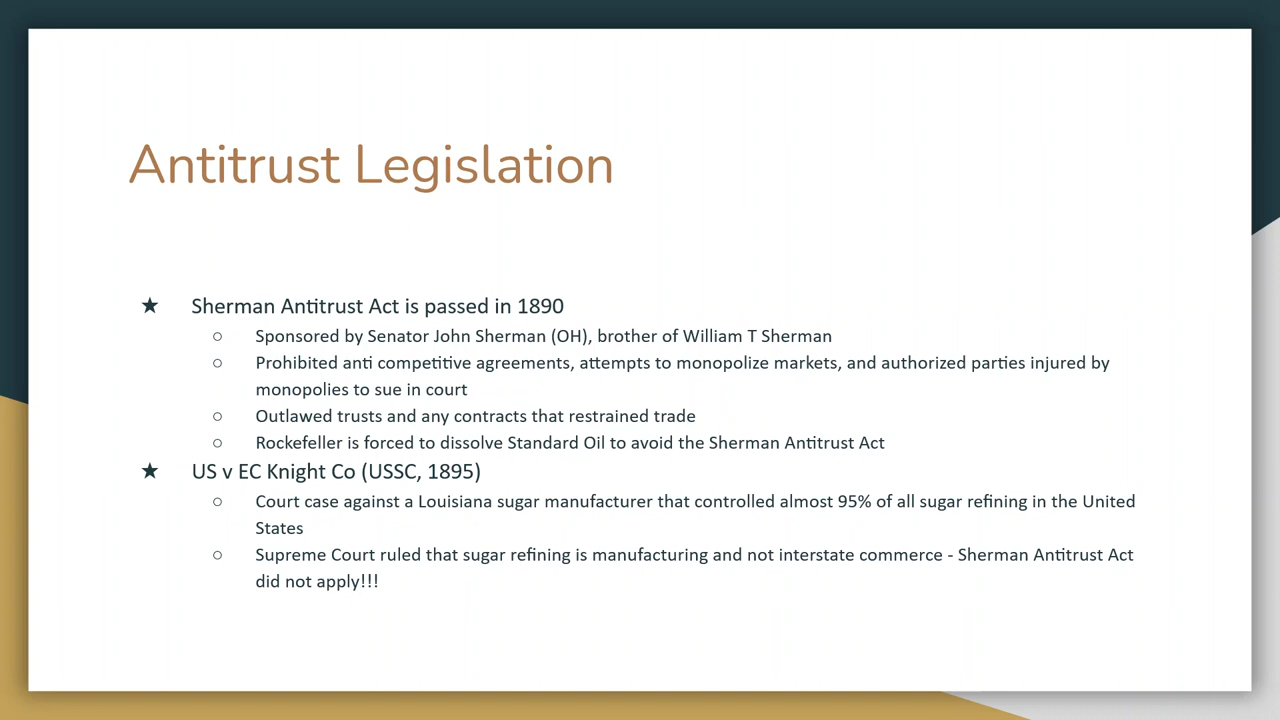 Antitrust Legislation
★ Sherman Antitrust Act is passed in 1890
○ Sponsored by Senator John Sherman (OH), brother of William T Sherman
○ Prohibited anti competitive agreements, attempts to monopolize markets, and authorized parties injured by
monopolies to sue in court
○ Outlawed trusts and any contracts that restrained trade
○ Rockefeller is forced to dissolve Standard Oil to avoid the Sherman Antitrust Act
★ US v EC Knight Co (USSC, 1895)
○ Court case against a Louisiana sugar manufacturer that controlled almost 95% of all sugar refining in the United
States
○ Supreme Court ruled that sugar refining is manufacturing and not interstate commerce - Sherman Antitrust Act
did not apply!!!